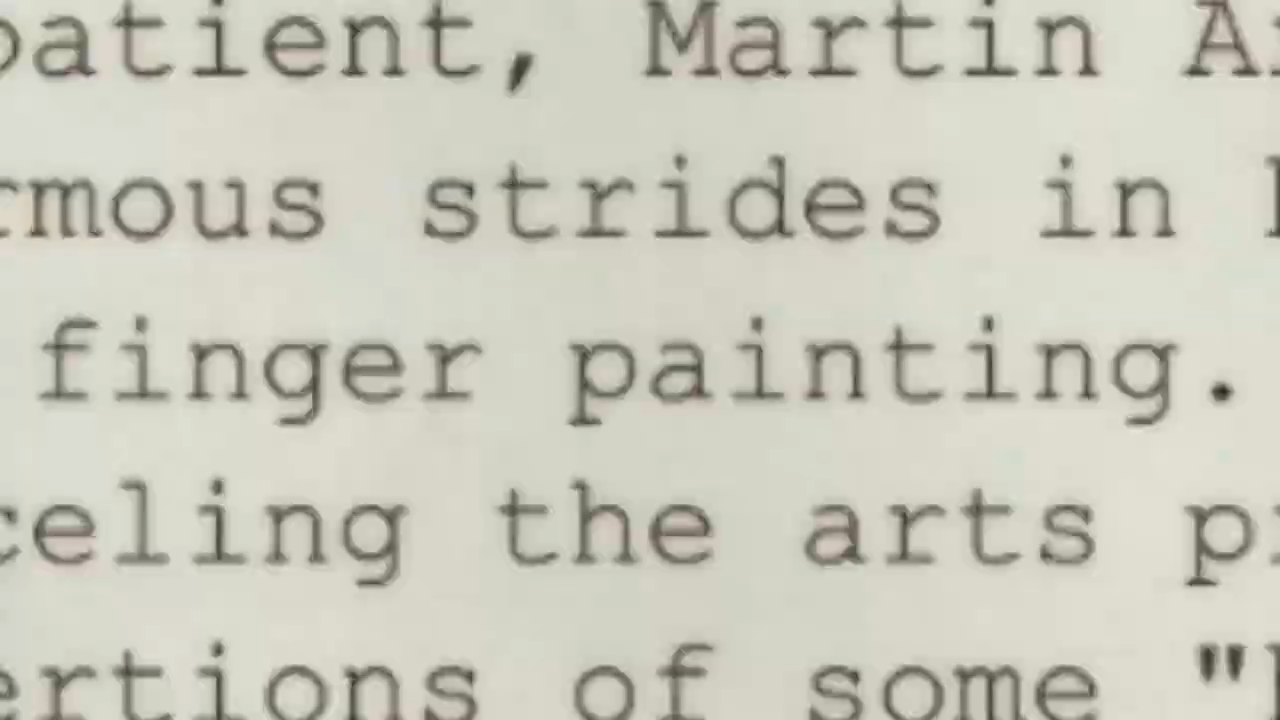 patient, Martin A
rmous strides in
finger painting.
celing the arts p
ertions of some "